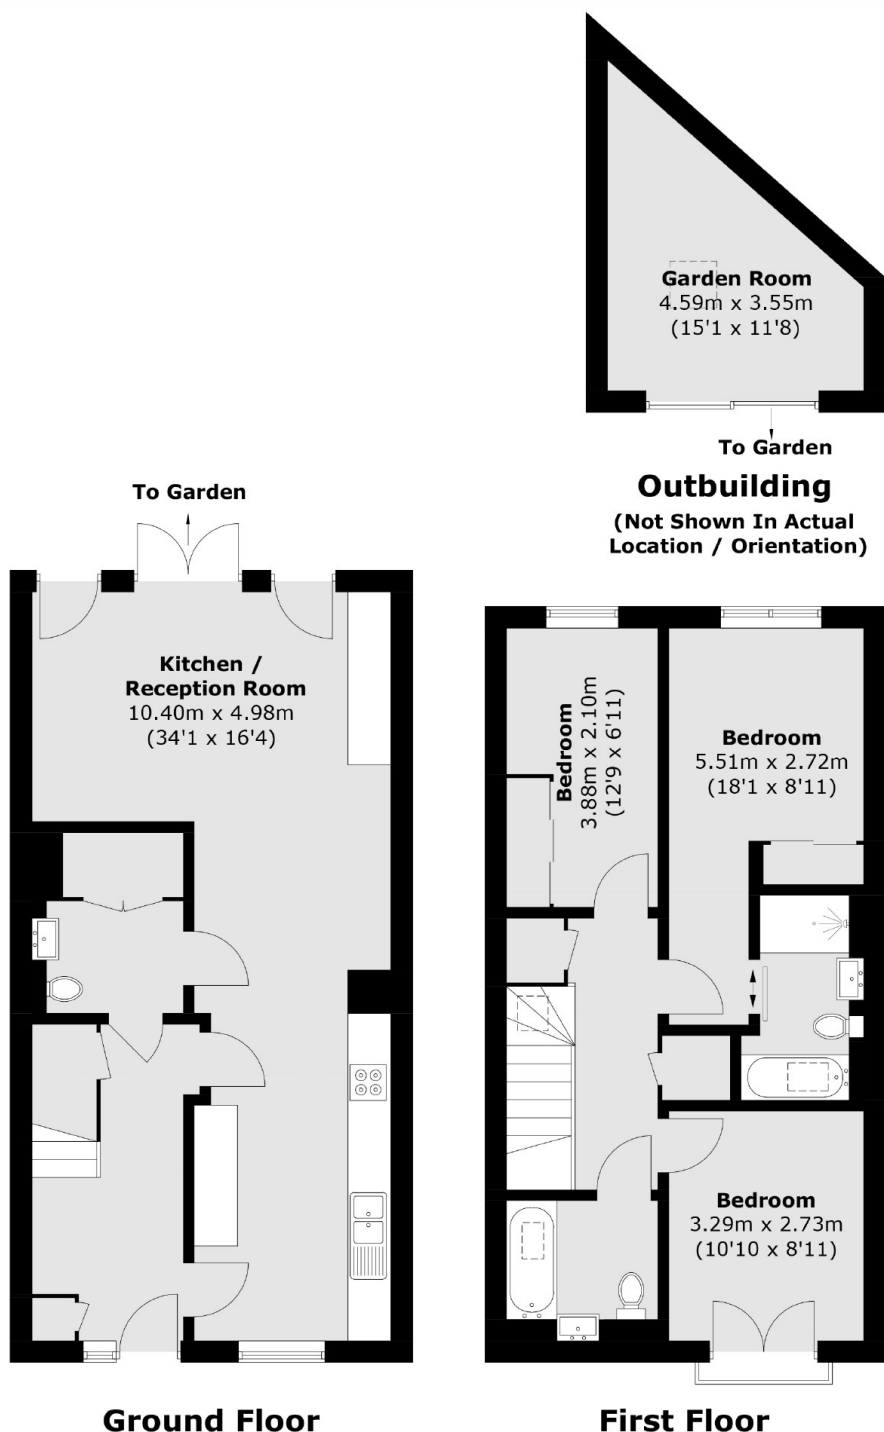 Garden Room
4.59m x 3.55m
(15'1 x 11'8)
To Garden
Outbuilding
(Not Shown In Actual
Location / Orientation)
To Garden
Kitchen /
Reception Room
10.40m x 4.98m
(34'1 x 16'4)
Ground Floor
Bedroom
3.88m x 2.10m
(12'9 x 6'11)
Bedroom
5.51m x 2.72m
(18'1 x 8'11)
Bedroom
3.29m x 2.73m
(10'10 x 8'11)
First Floor